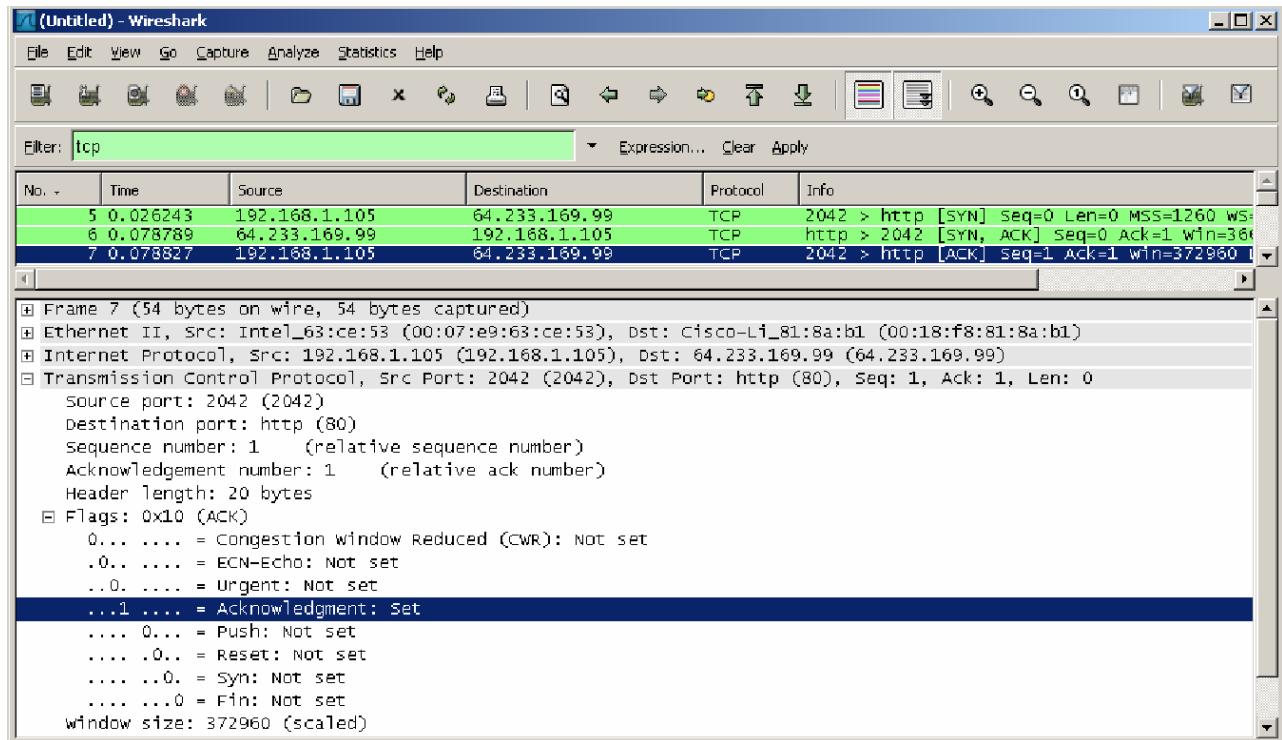 (Untitled) - Wireshark
File Edit View Go Capture Analyze Statistics Help
Filter: tcp Expression... Clear Apply
No. - Time Source Destination Protocol Info
5 0.026243 192.168.1.105 64.233.169.99 TCP 2042 > http [SYN] Seq=0 Len=0 MSS=1260 WS=
6 0.078789 64.233.169.99 192.168.1.105 TCP http > 2042 [SYN, ACK] Seq=0 Ack=1 Win=36
7 0.078827 192.168.1.105 64.233.169.99 TCP 2042 > http [ACK] Seq=1 Ack=1 Win=372960
Frame 7 (54 bytes on wire, 54 bytes captured)
Ethernet II, Src: Intel_63:ce:53 (00:07:e9:63:ce:53), Dst: Cisco-Li_81:8a:b1 (00:18:f8:81:8a:b1)
Internet Protocol, Src: 192.168.1.105 (192.168.1.105), Dst: 64.233.169.99 (64.233.169.99)
Transmission Control Protocol, Src Port: 2042 (2042), Dst Port: http (80), Seq: 1, Ack: 1, Len: 0
Source port: 2042 (2042)
Destination port: http (80)
Sequence number: 1 (relative sequence number)
Acknowledgement number: 1 (relative ack number)
Header length: 20 bytes
Flags: 0x10 (ACK)
0... .... = Congestion Window Reduced (CWR): Not set
.0.. .... = ECN-Echo: Not set
..0. .... = Urgent: Not set
...1 .... = Acknowledgment: Set
.... 0... = Push: Not set
.... .0.. = Reset: Not set
.... ..0. = Syn: Not set
.... ...0 = Fin: Not set
Window size: 372960 (scaled)